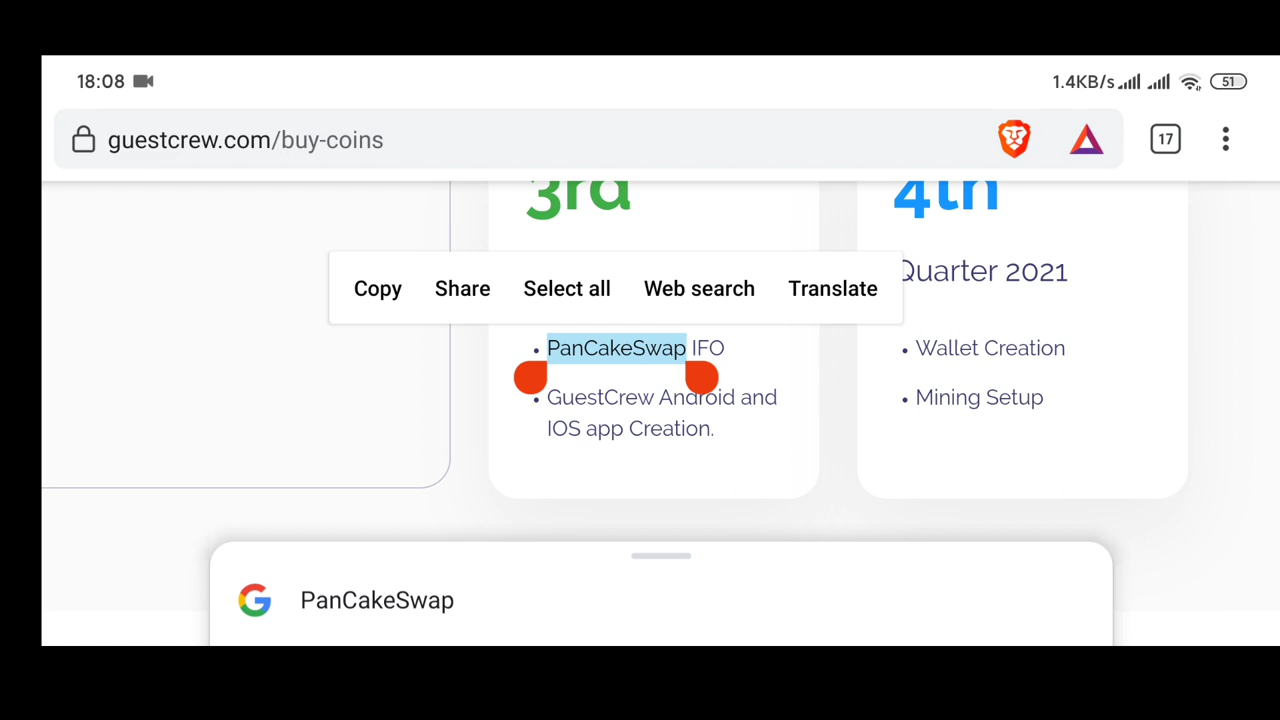 18:08
1.4KB/s
51
guestcrew.com/buy-coins
17
3rd
4th
Quarter 2021
Copy Share Select all Web search Translate
• PanCakeSwap IFO
• GuestCrew Android and
IOS app Creation.
• Wallet Creation
• Mining Setup
PanCakeSwap